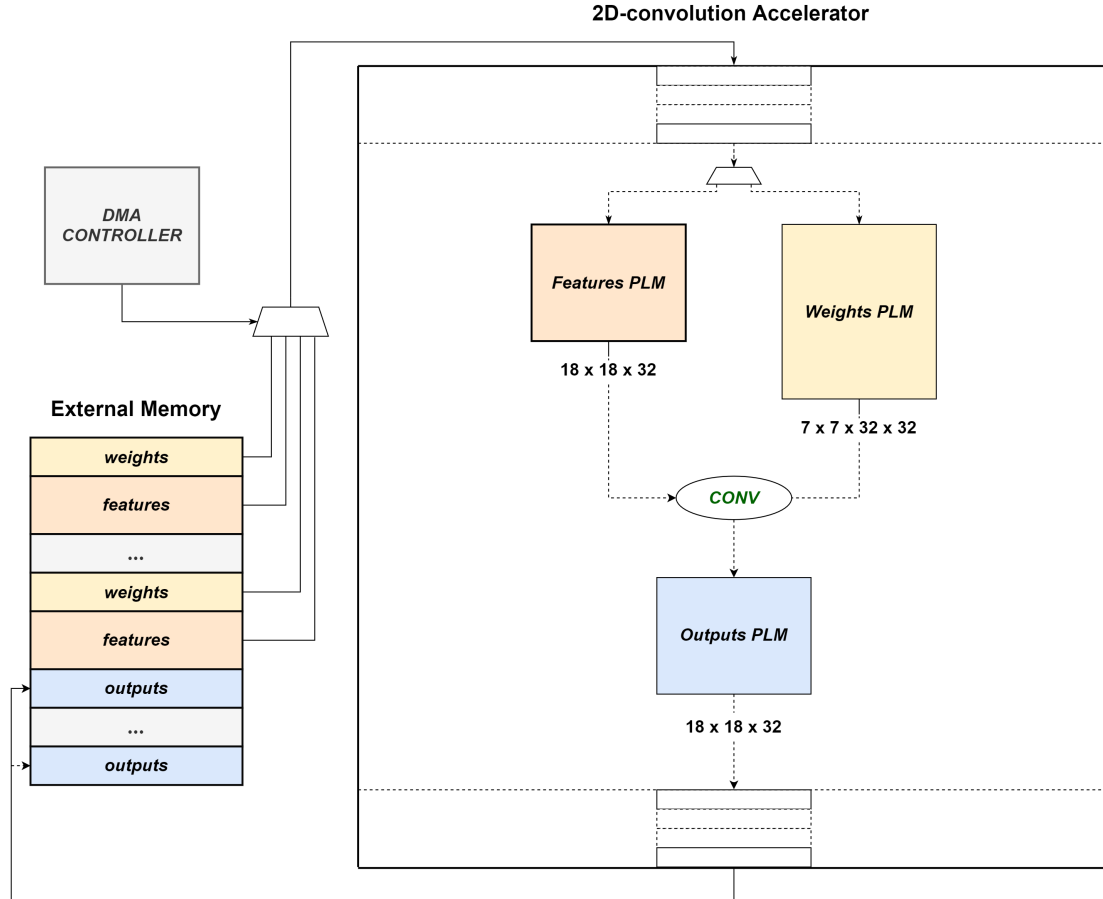 2D-convolution Accelerator
DMA
CONTROLLER
Features PLM
Weights PLM
18 x 18 x 32
7 x 7 x 32 x 32
External Memory
weights
features
...
weights
features
outputs
...
outputs
CONV
Outputs PLM
18 x 18 x 32